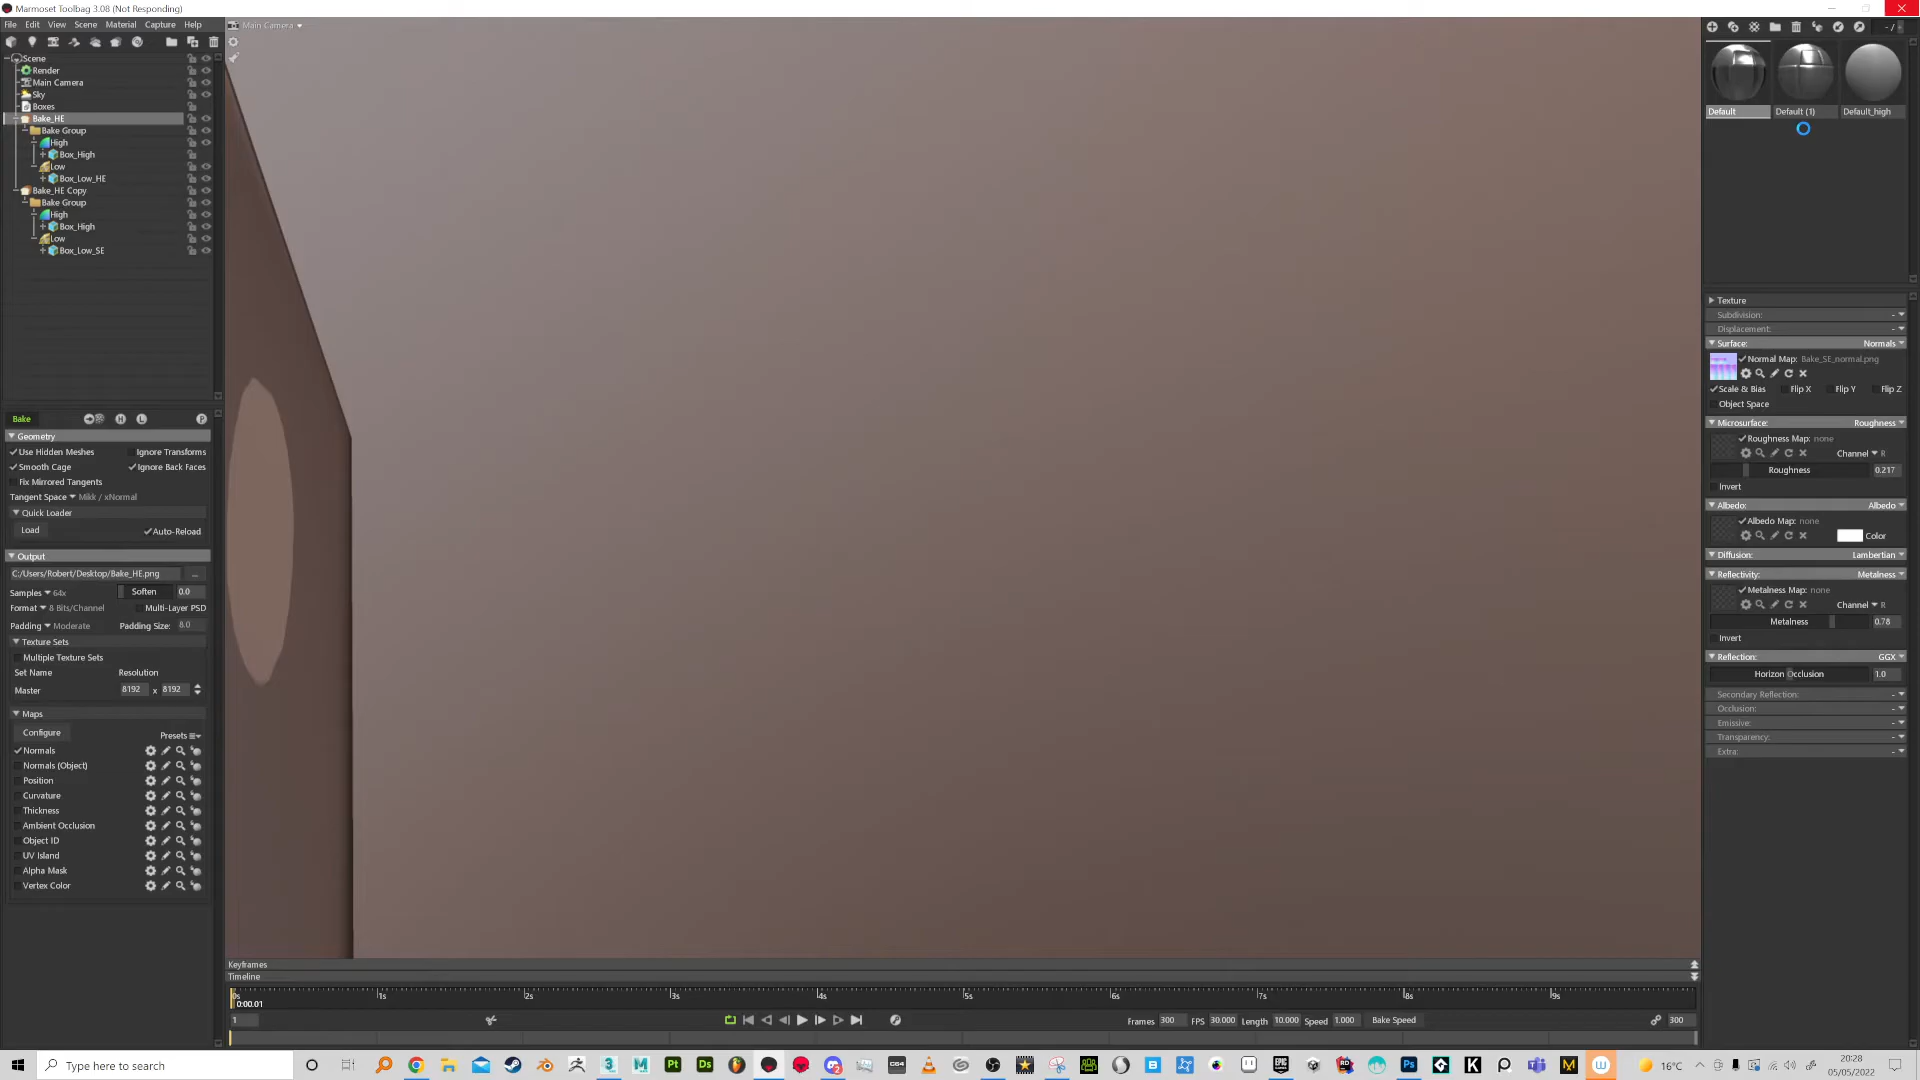 Marmoset Toolbag 3.08 (Not Responding)
File Edit View Scene Material Capture Help
Main Camera
Scene
Render
Main Camera
Sky
Boxes
Bake_HE
Bake Group
High
Box_High
Low
Box_Low_HE
Bake_HE Copy
Bake Group
High
Box_High
Low
Box_Low_SE
Bake H L P
Geometry
Use Hidden Meshes Ignore Transforms
Smooth Cage Ignore Back Faces
Fix Mirrored Tangents
Tangent Space Mikk / xNormal
Quick Loader
Load Auto-Reload
Output
C:/Users/Robert/Desktop/Bake_HE.png ...
Samples 64x Soften 0.0
Format 8 Bits/Channel Multi-Layer PSD
Padding Moderate Padding Size: 8.0
Texture Sets
Multiple Texture Sets
Set Name Resolution
Master 8192 x 8192
Maps
Configure Presets
Normals
Normals (Object)
Position
Curvature
Thickness
Ambient Occlusion
Object ID
UV Island
Alpha Mask
Vertex Color
Default Default (1) Default_high
Texture
Subdivision: -
Displacement: -
Surface: Normals
Normal Map: Bake_SE_normal.png
Scale & Bias Flip X Flip Y Flip Z
Object Space
Microsurface: Roughness
Roughness Map: none
Channel R
Roughness 0.217
Invert
Albedo: Albedo
Albedo Map: none
Color
Diffusion: Lambertian
Reflectivity: Metalness
Metalness Map: none
Channel R
Metalness 0.78
Invert
Reflection: GGX
Horizon Occlusion 1.0
Secondary Reflection: -
Occlusion: -
Emissive: -
Transparency: -
Extra: -
Keyframes
Timeline
0s 1s 2s 3s 4s 5s 6s 7s 8s 9s
0:00.01
1 Frames 300 FPS 30.000 Length 10.000 Speed 1.000 Bake Speed 300
Type here to search
16°C
20:28
05/05/2022